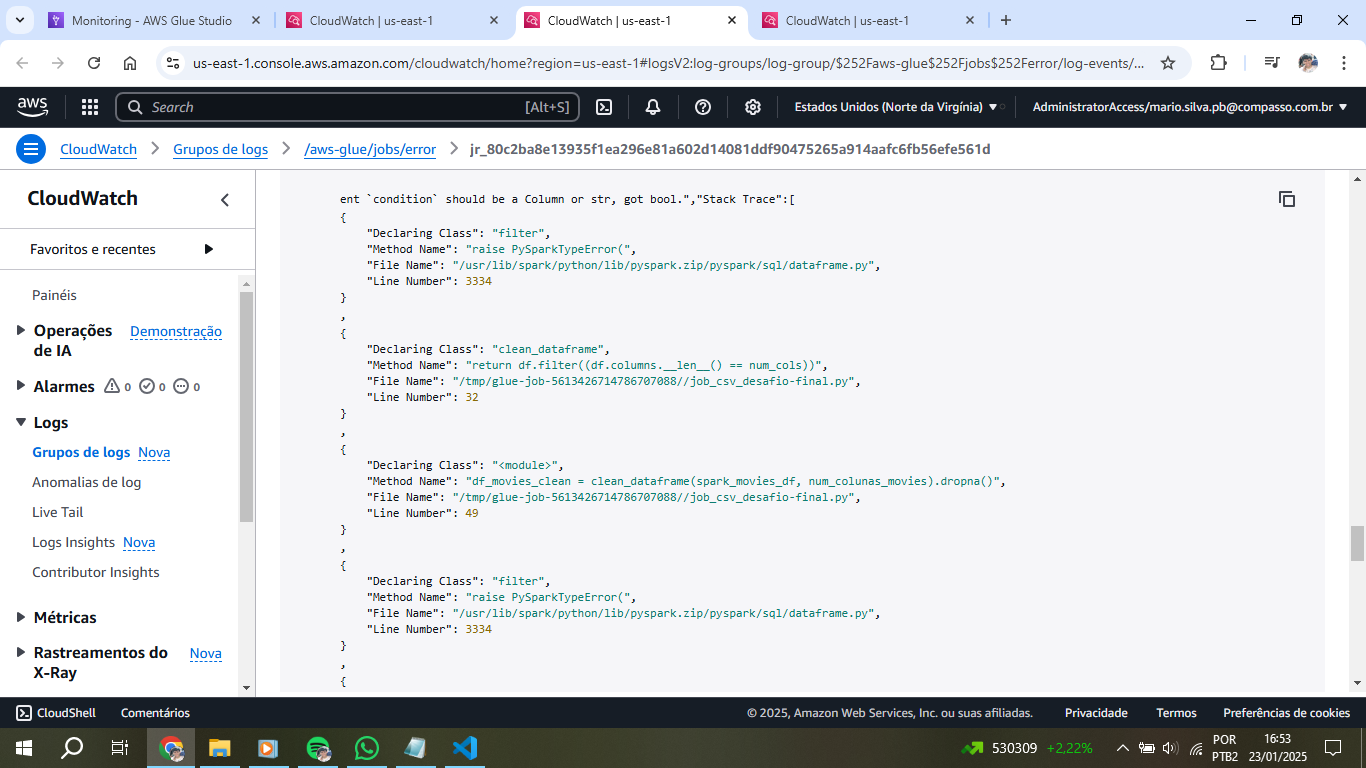 Monitoring - AWS Glue Studio
CloudWatch | us-east-1
CloudWatch | us-east-1
CloudWatch | us-east-1
us-east-1.console.aws.amazon.com/cloudwatch/home?region=us-east-1#logsV2:log-groups/log-group/$252Faws-glue$252Fjobs$252Ferror/log-events/...
aws
Search
[Alt+S]
Estados Unidos (Norte da Virgínia)
AdministratorAccess/mario.silva.pb@compasso.com.br
CloudWatch
Grupos de logs
/aws-glue/jobs/error
jr_80c2ba8e13935f1ea296e81a602d14081ddf90475265a914aafc6fb56efe561d
CloudWatch
Favoritos e recentes
Painéis
Operações de IA
Demonstração
Alarmes 0 0 0
Logs
Grupos de logs Nova
Anomalias de log
Live Tail
Logs Insights Nova
Contributor Insights
Métricas
Rastreamentos do X-Ray
Nova
ent `condition` should be a Column or str, got bool.","Stack Trace":[
{
"Declaring Class": "filter",
"Method Name": "raise PySparkTypeError(",
"File Name": "/usr/lib/spark/python/lib/pyspark.zip/pyspark/sql/dataframe.py",
"Line Number": 3334
}
,
{
"Declaring Class": "clean_dataframe",
"Method Name": "return df.filter((df.columns.__len__() == num_cols))",
"File Name": "/tmp/glue-job-5613426714786707088//job_csv_desafio-final.py",
"Line Number": 32
}
,
{
"Declaring Class": "<module>",
"Method Name": "df_movies_clean = clean_dataframe(spark_movies_df, num_colunas_movies).dropna()",
"File Name": "/tmp/glue-job-5613426714786707088//job_csv_desafio-final.py",
"Line Number": 49
}
,
{
"Declaring Class": "filter",
"Method Name": "raise PySparkTypeError(",
"File Name": "/usr/lib/spark/python/lib/pyspark.zip/pyspark/sql/dataframe.py",
"Line Number": 3334
}
,
{
CloudShell
Comentários
© 2025, Amazon Web Services, Inc. ou suas afiliadas.
Privacidade
Termos
Preferências de cookies
530309 +2,22%
POR
PTB2
16:53
23/01/2025